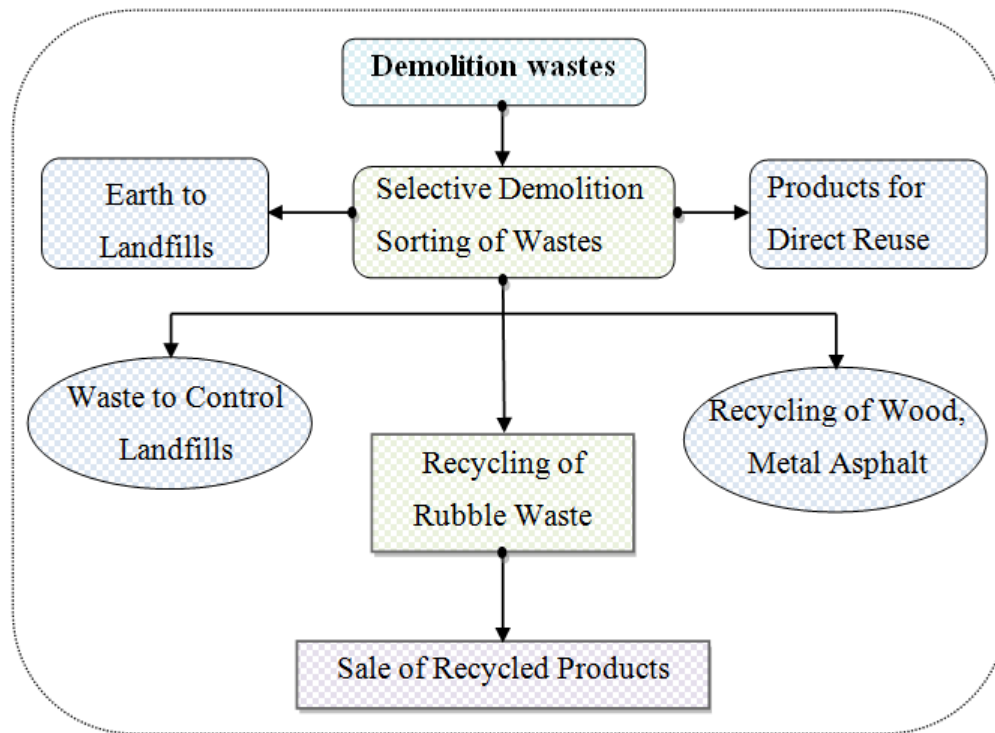 Demolition wastes
Earth to
Landfills
Selective Demolition
Sorting of Wastes
Products for
Direct Reuse
Waste to Control
Landfills
Recycling of
Rubble Waste
Recycling of Wood,
Metal Asphalt
Sale of Recycled Products